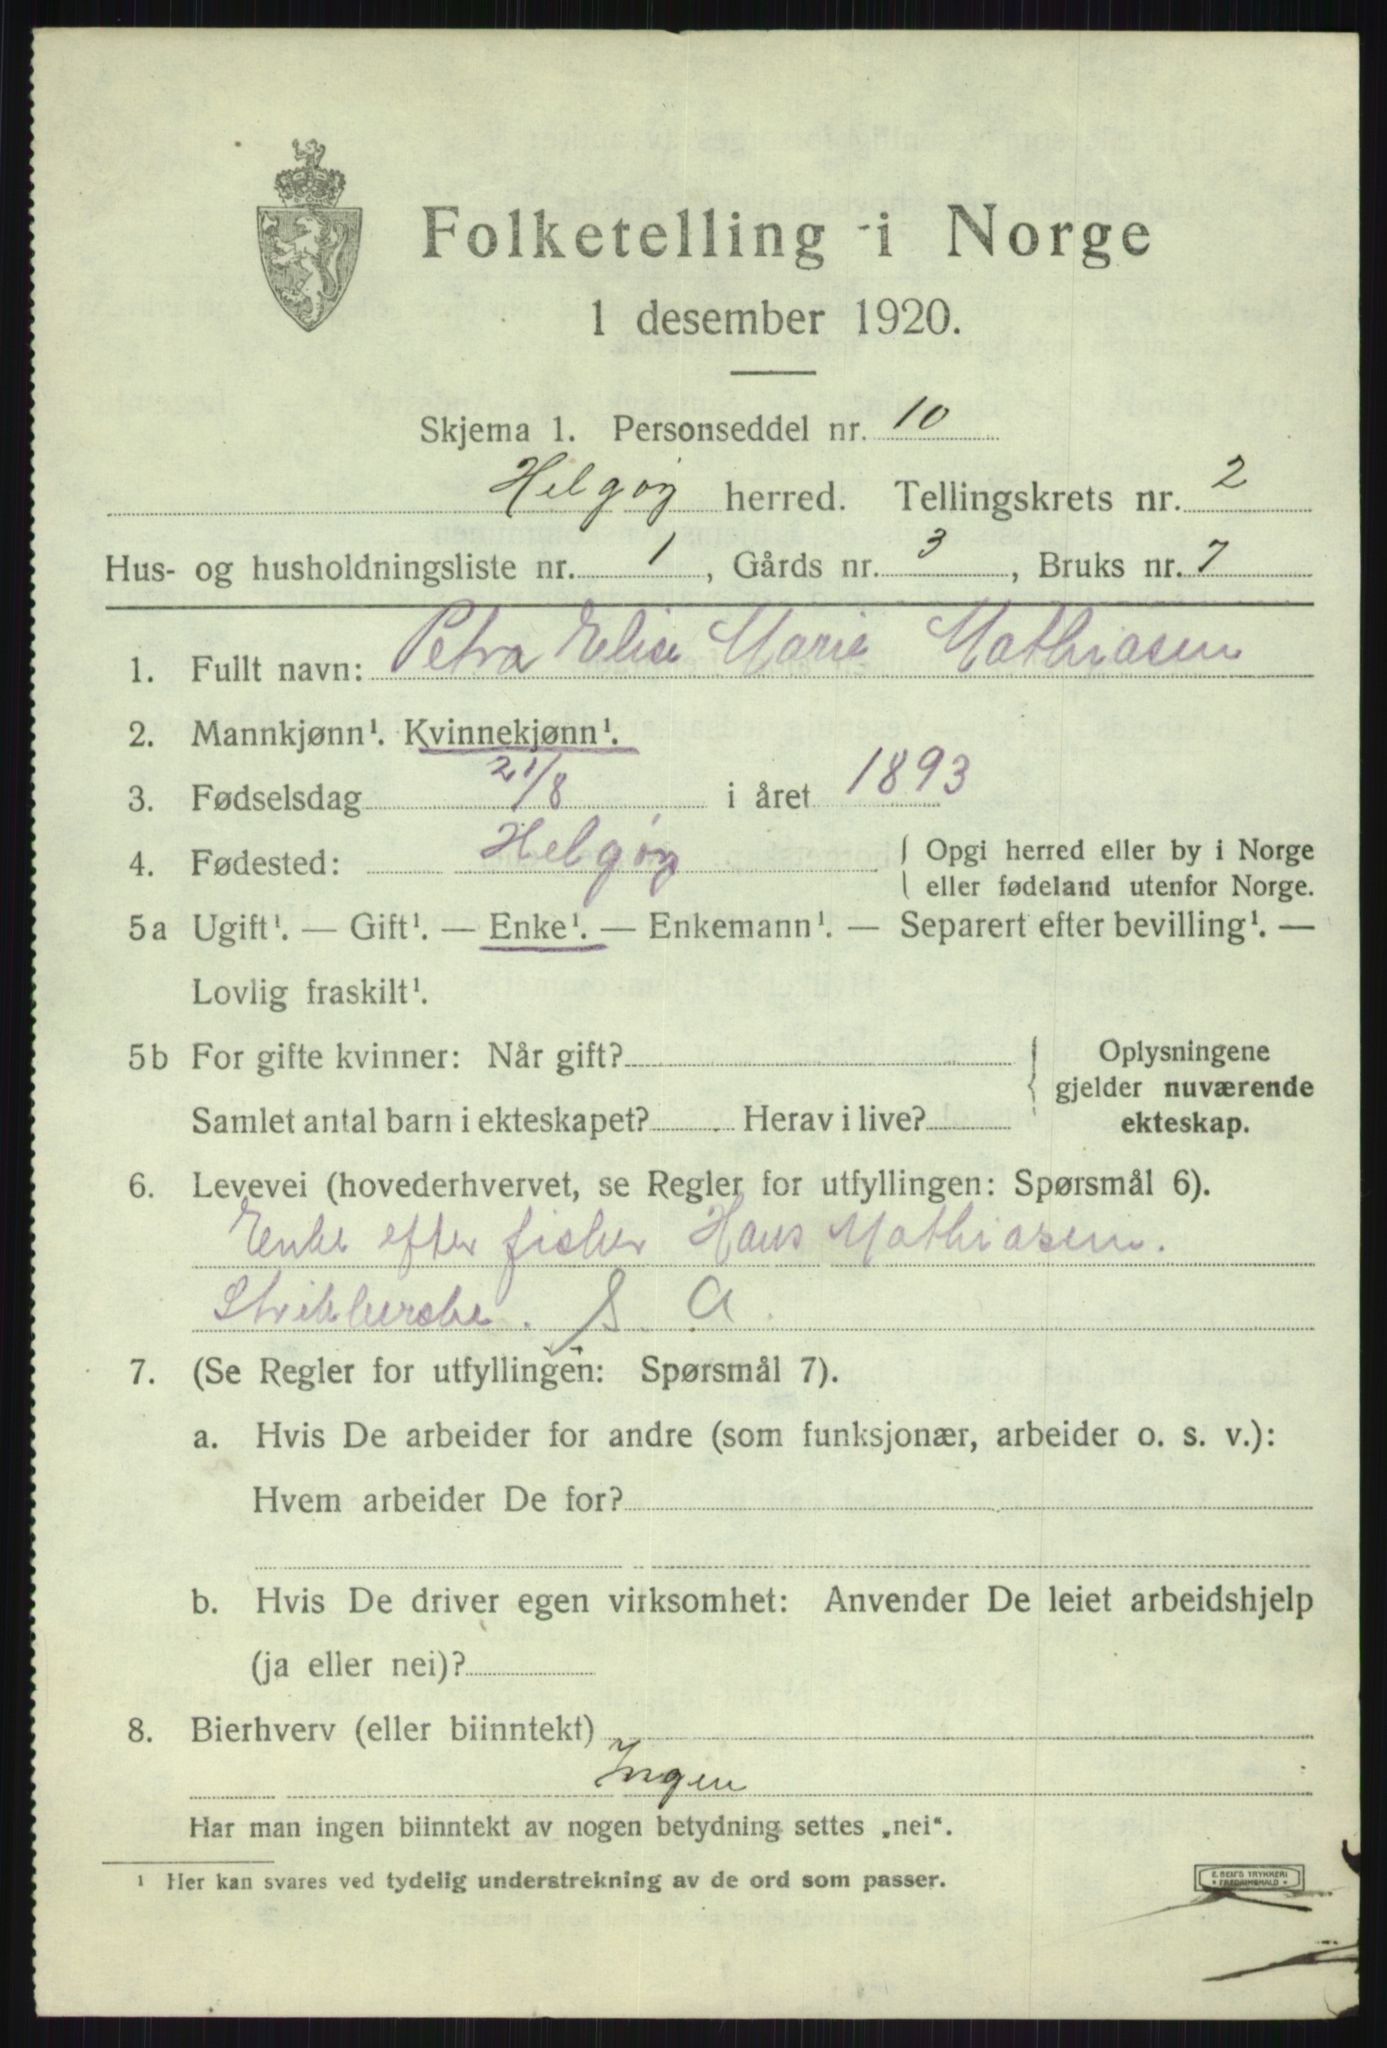 Folketelling i Norge
1 desember 1920.
Skjema 1. Personseddel nr. 10
Helgøy herred. Tellingskrets nr. 2
Hus- og husholdningsliste nr. 1, Gårds nr. 3, Bruks nr. 7
1. Fullt navn: Petra Elise Marie Mathiasen
2. Mannkjønn¹. Kvinnekjønn¹.
3. Fødselsdag 21/8 i året 1893
4. Fødested: Helgøy { Opgi herred eller by i Norge
eller fødeland utenfor Norge.
5a Ugift¹. — Gift¹. — Enke¹. — Enkemann¹. — Separert efter bevilling¹. —
Lovlig fraskilt¹.
5b For gifte kvinner: Når gift?
Samlet antal barn i ekteskapet? Herav i live?
{ Oplysningene
gjelder nuværende
ekteskap.
6. Levevei (hovederhvervet, se Regler for utfyllingen: Spørsmål 6).
Enke efter fisker Hans Mathiasen.
S. A.
7. (Se Regler for utfyllingen: Spørsmål 7).
a. Hvis De arbeider for andre (som funksjonær, arbeider o. s. v.):
Hvem arbeider De for?
b. Hvis De driver egen virksomhet: Anvender De leiet arbeidshjelp
(ja eller nei)?
8. Bierhverv (eller biinntekt)
Ingen
Har man ingen biinntekt av nogen betydning settes „nei“.
¹ Her kan svares ved tydelig understrekning av de ord som passer.
E. SEM'S TRYKKERI
FREDRIKSHALD